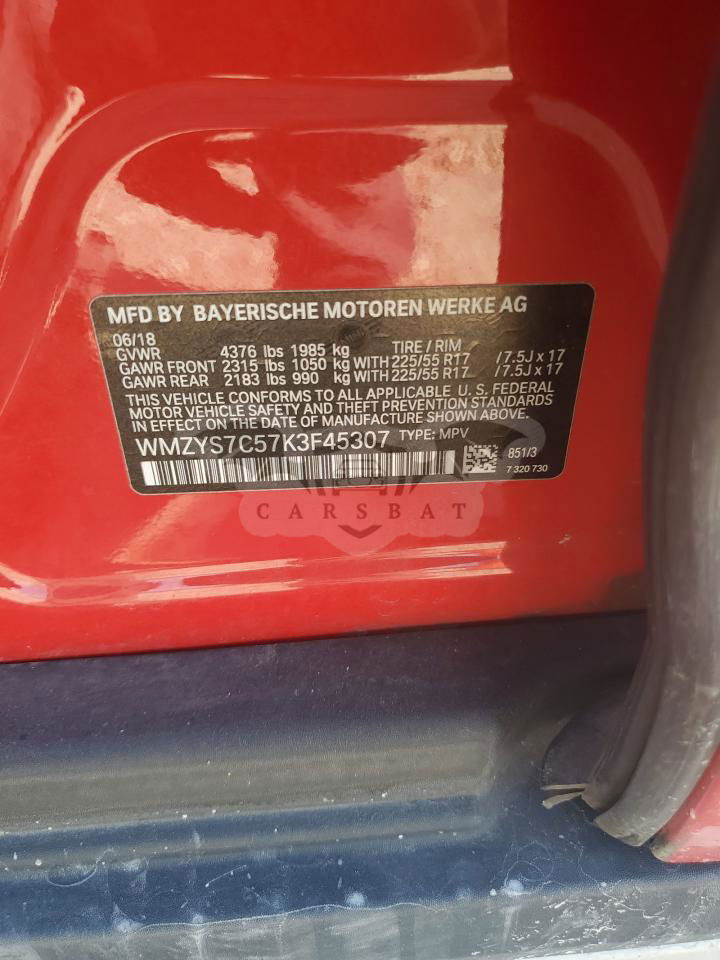 MFD BY BAYERISCHE MOTOREN WERKE AG
06/18
GVWR 4376 lbs 1985 kg TIRE / RIM
GAWR FRONT 2315 lbs 1050 kg WITH 225/55 R17 /7.5J x 17
GAWR REAR 2183 lbs 990 kg WITH 225/55 R17 /7.5J x 17
THIS VEHICLE CONFORMS TO ALL APPLICABLE U. S. FEDERAL
MOTOR VEHICLE SAFETY AND THEFT PREVENTION STANDARDS
IN EFFECT ON THE DATE OF MANUFACTURE SHOWN ABOVE.
WMZYS7C57K3F45307 TYPE: MPV
851/3
7 320 730
CARSBAT